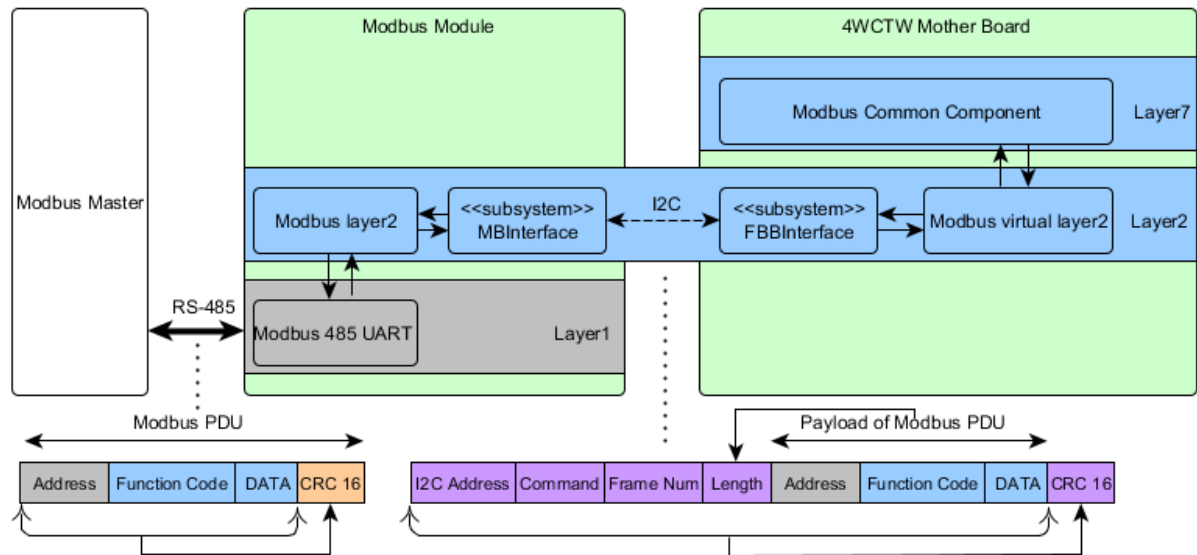 Modbus Module
4WCTW Mother Board
Modbus Common Component
Layer7
Modbus Master
Modbus layer2
<<subsystem>>
MBInterface
I2C
<<subsystem>>
FBBInterface
Modbus virtual layer2
Layer2
RS-485
Modbus 485 UART
Layer1
Modbus PDU
Payload of Modbus PDU
Address
Function Code
DATA
CRC 16
I2C Address
Command
Frame Num
Length
Address
Function Code
DATA
CRC 16